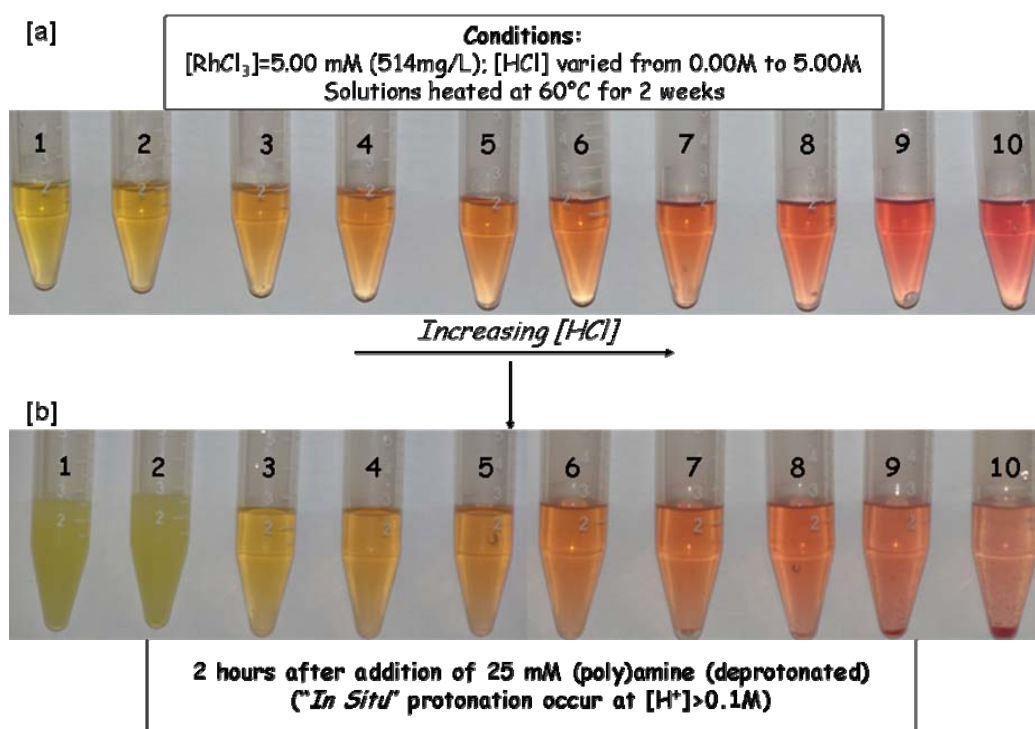 [a]
Conditions:
[RhCl₃]=5.00 mM (514mg/L); [HCl] varied from 0.00M to 5.00M
Solutions heated at 60°C for 2 weeks
1 2 3 4 5 6 7 8 9 10
Increasing [HCl]
[b]
1 2 3 4 5 6 7 8 9 10
2 hours after addition of 25 mM (poly)amine (deprotonated)
("In Situ" protonation occur at [H⁺]>0.1M)